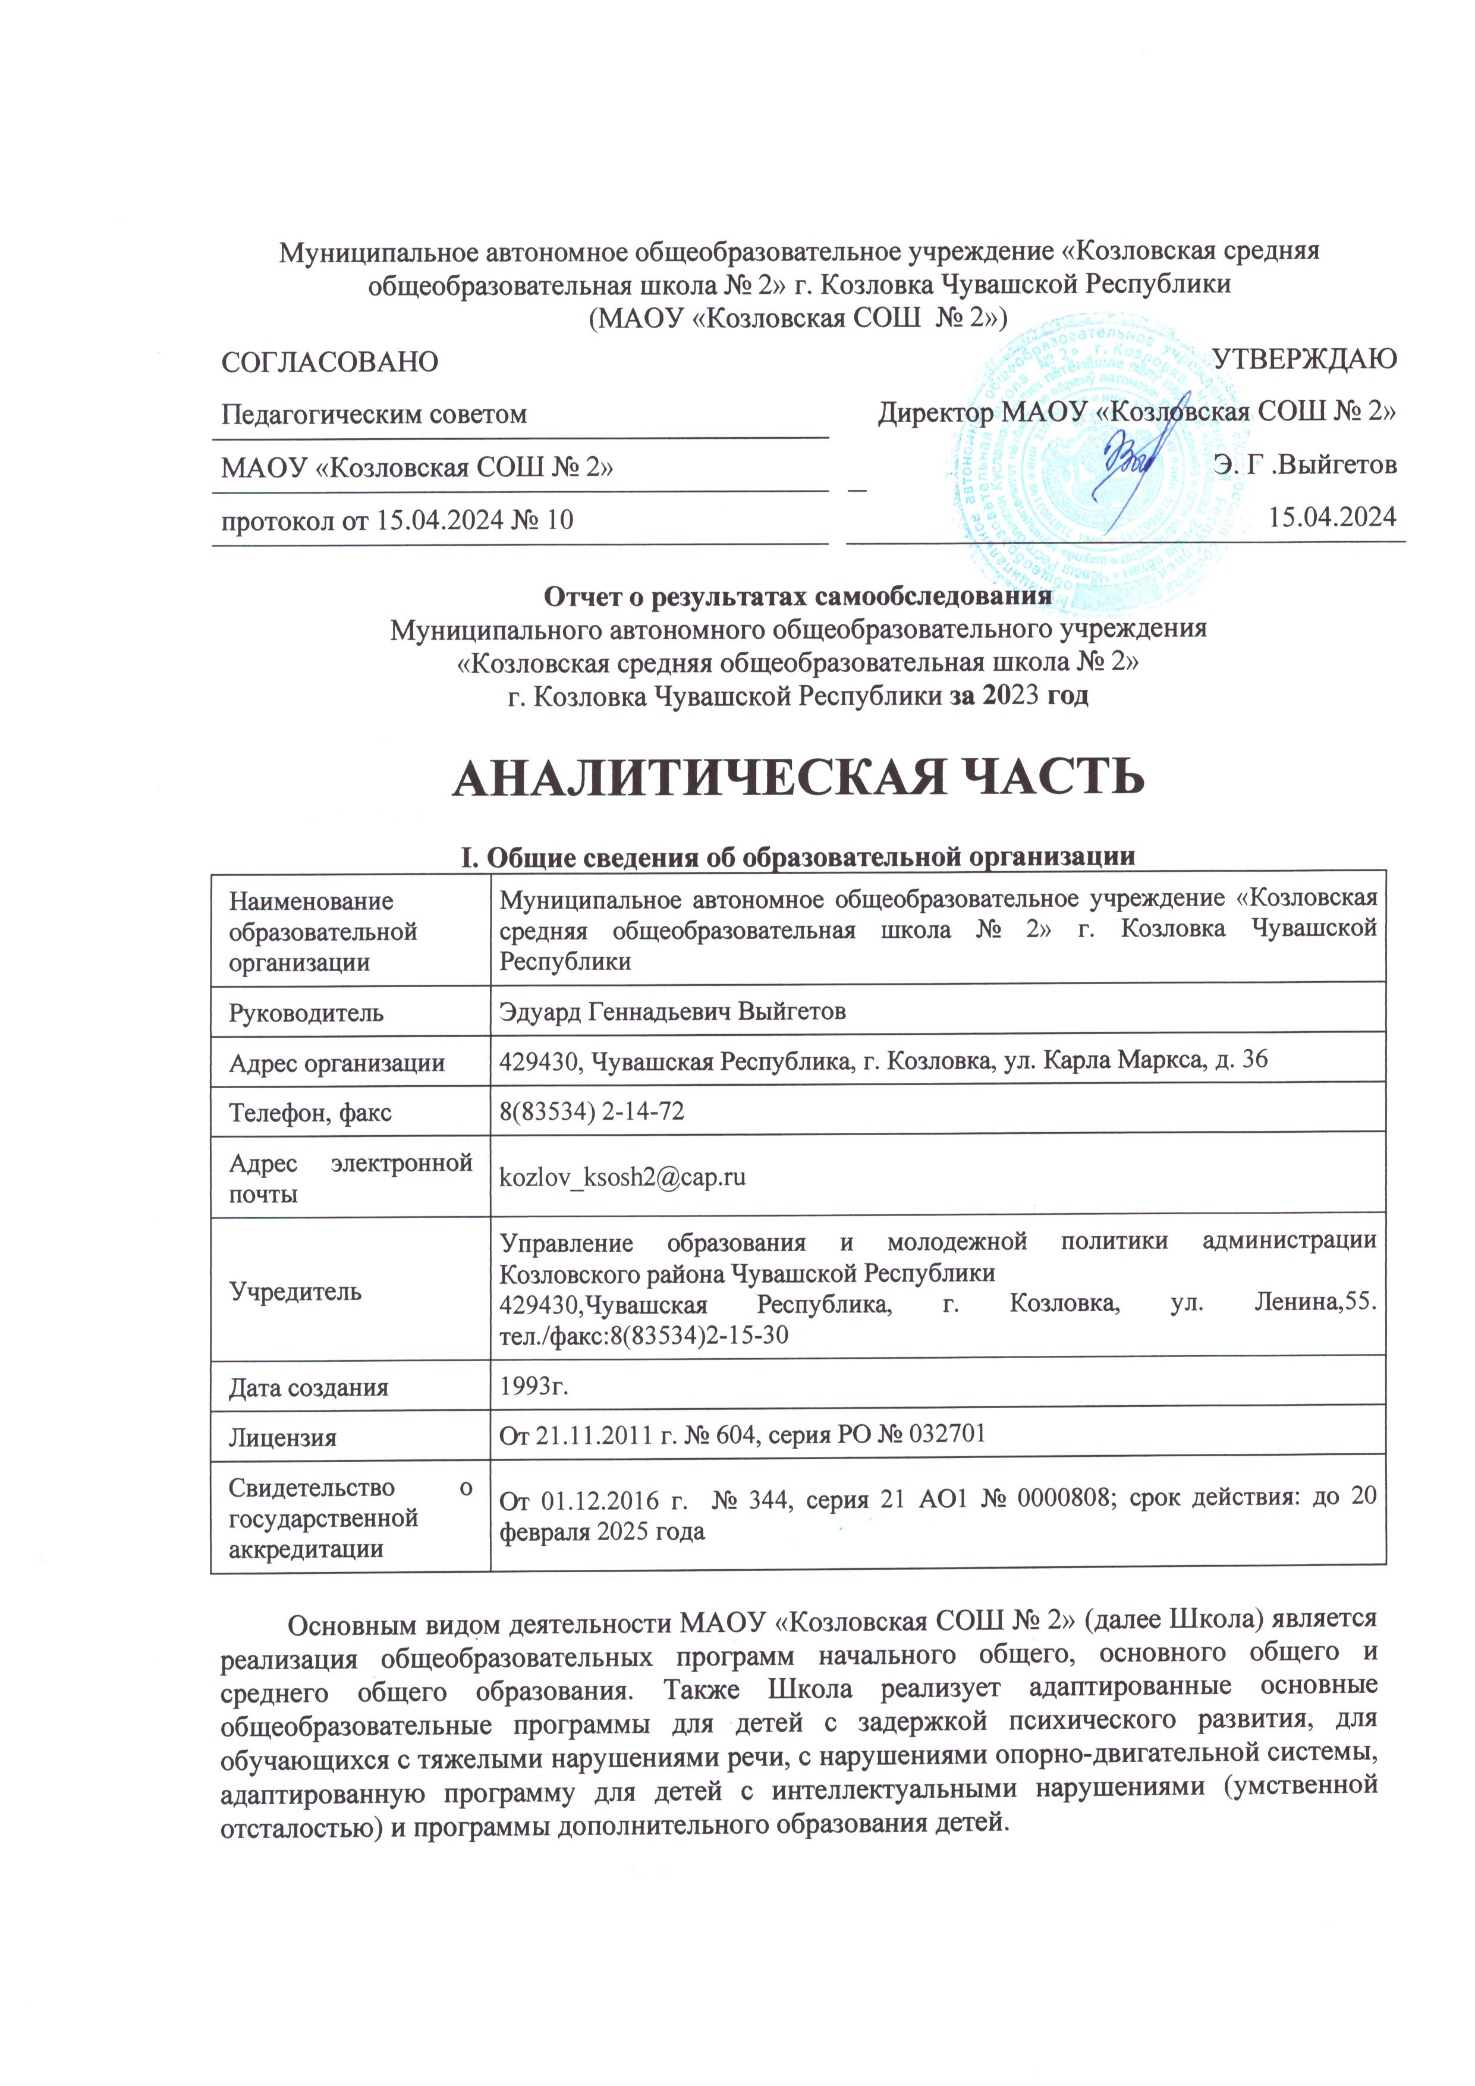 Муниципальное автономное общеобразовательное учреждение «Козловская средняя
общеобразовательная школа № 2» г. Козловка Чувашской Республики
(МАОУ «Козловская СОШ № 2»)
СОГЛАСОВАНО
Педагогическим советом
МАОУ «Козловская СОШ № 2»
протокол от 15.04.2024 № 10
УТВЕРЖДАЮ
Директор МАОУ «Козловская СОШ № 2»
Э. Г .Выйгетов
15.04.2024
Отчет о результатах самообследования
Муниципального автономного общеобразовательного учреждения
«Козловская средняя общеобразовательная школа № 2»
г. Козловка Чувашской Республики за 2023 год
АНАЛИТИЧЕСКАЯ ЧАСТЬ
I. Общие сведения об образовательной организации
Наименование
образовательной
организации
Муниципальное автономное общеобразовательное учреждение «Козловская
средняя общеобразовательная школа № 2» г. Козловка Чувашской
Республики
Руководитель
Эдуард Геннадьевич Выйгетов
Адрес организации
429430, Чувашская Республика, г. Козловка, ул. Карла Маркса, д. 36
Телефон, факс
8(83534) 2-14-72
Адрес электронной
почты
kozlov_ksosh2@cap.ru
Учредитель
Управление образования и молодежной политики администрации
Козловского района Чувашской Республики
429430,Чувашская Республика, г. Козловка, ул. Ленина,55.
тел./факс:8(83534)2-15-30
Дата создания
1993г.
Лицензия
От 21.11.2011 г. № 604, серия РО № 032701
Свидетельство о
государственной
аккредитации
От 01.12.2016 г. № 344, серия 21 АО1 № 0000808; срок действия: до 20
февраля 2025 года
Основным видом деятельности МАОУ «Козловская СОШ № 2» (далее Школа) является
реализация общеобразовательных программ начального общего, основного общего и
среднего общего образования. Также Школа реализует адаптированные основные
общеобразовательные программы для детей с задержкой психического развития, для
обучающихся с тяжелыми нарушениями речи, с нарушениями опорно-двигательной системы,
адаптированную программу для детей с интеллектуальными нарушениями (умственной
отсталостью) и программы дополнительного образования детей.